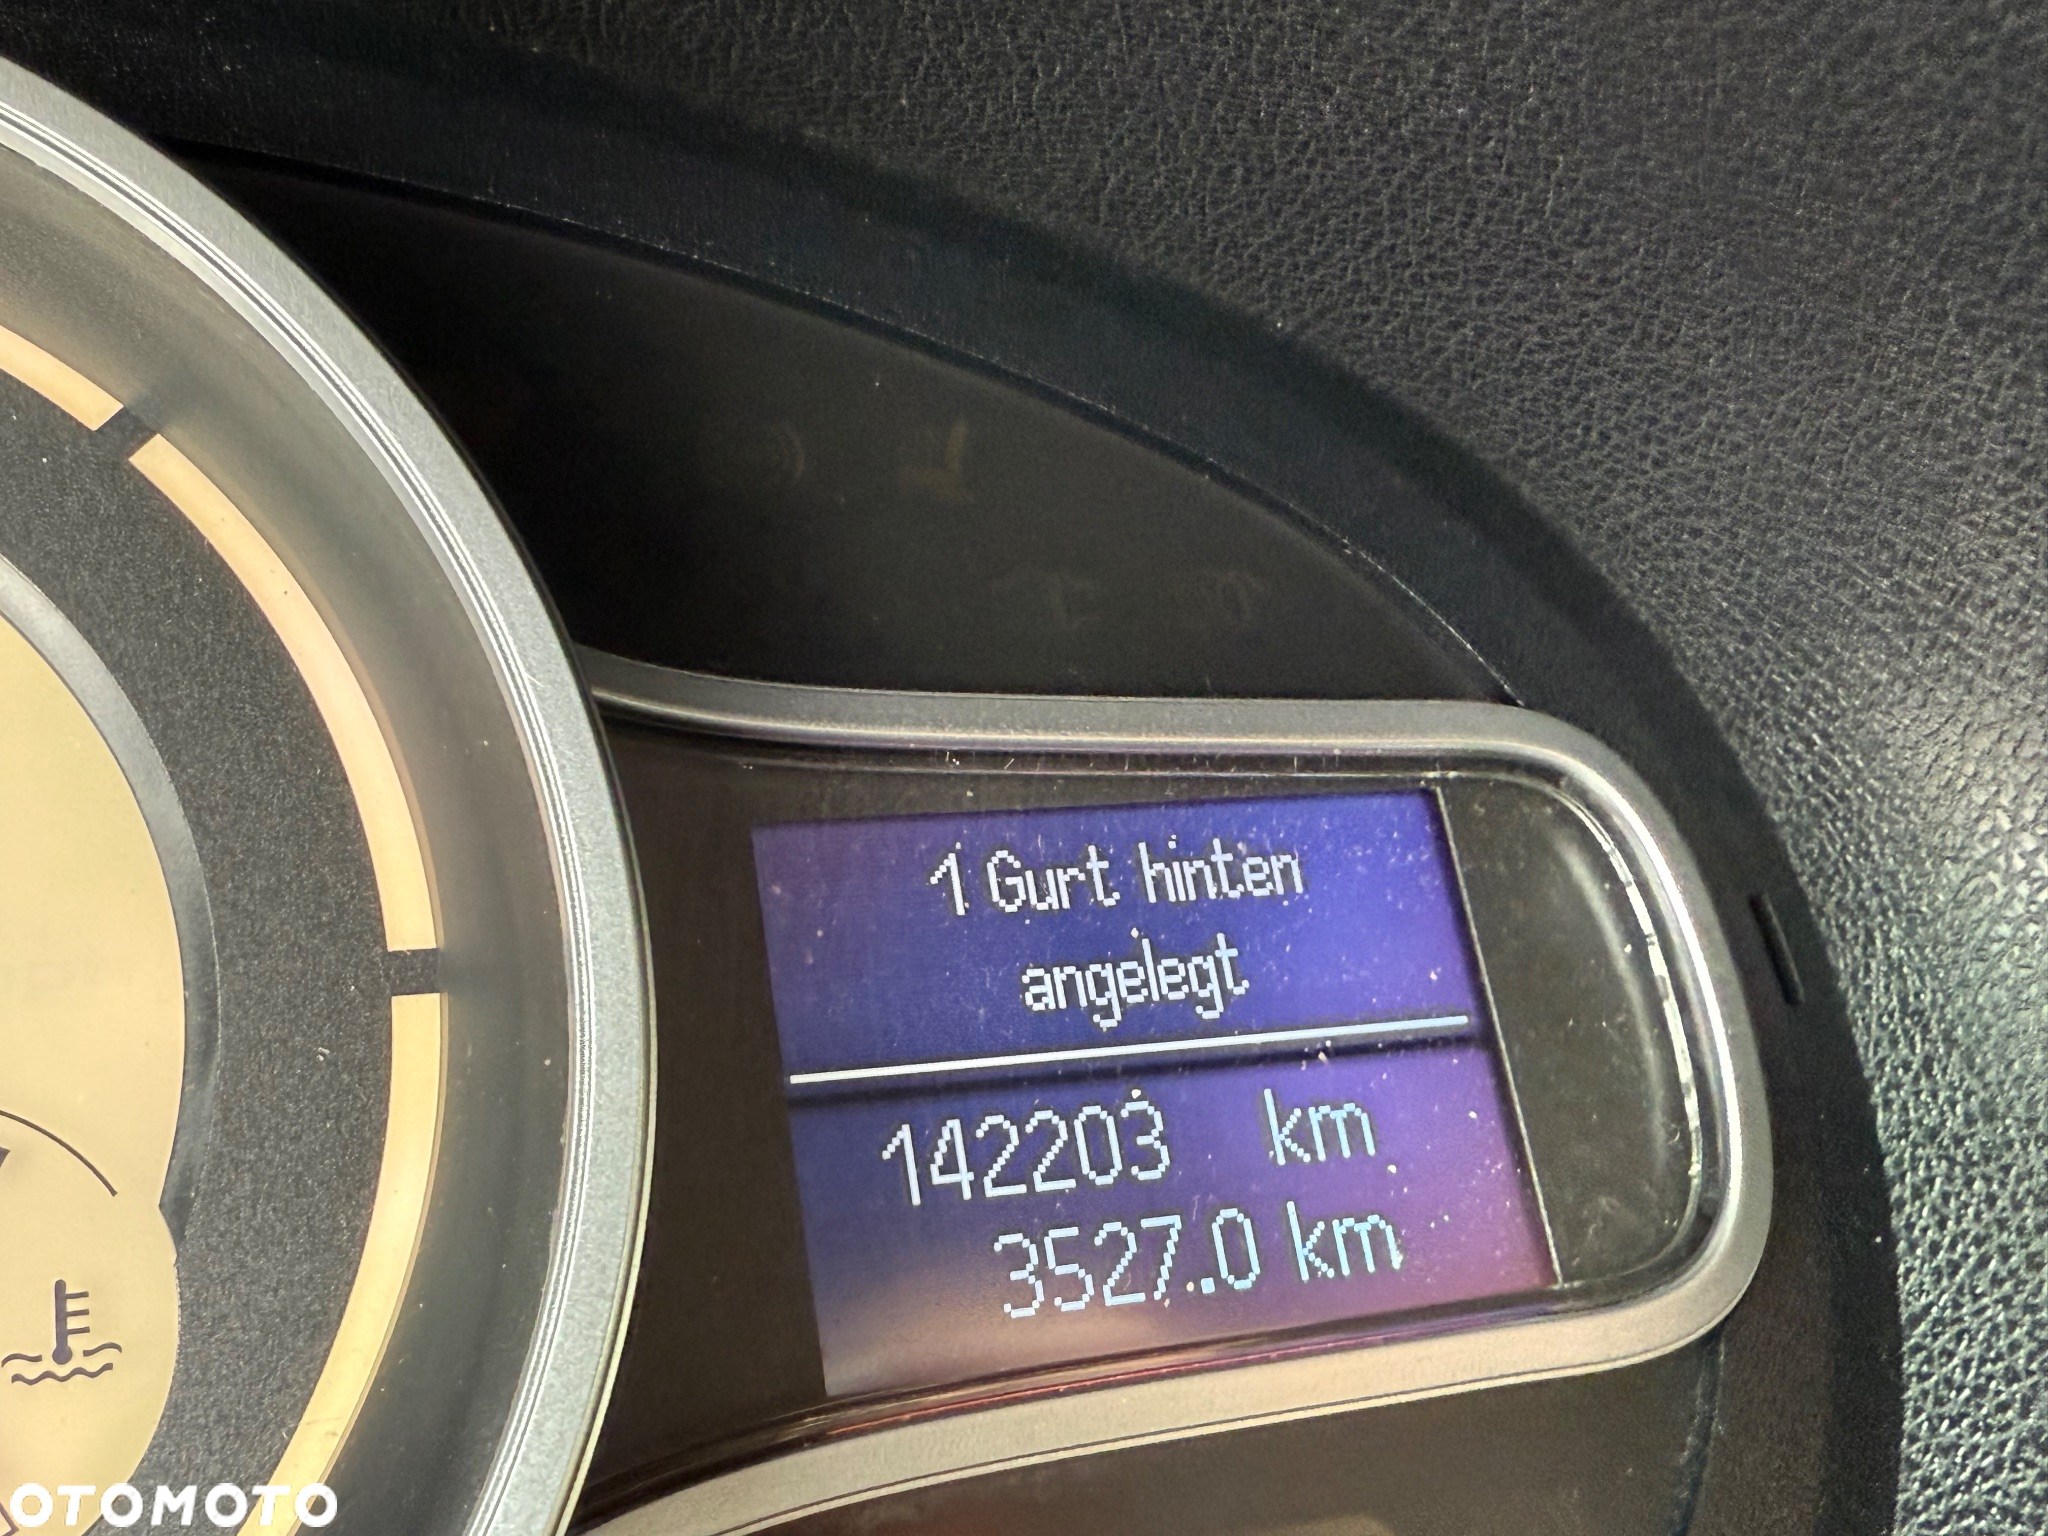 1 Gurt hinten
angelegt
142203 km
3527.0 km
OTOMOTO